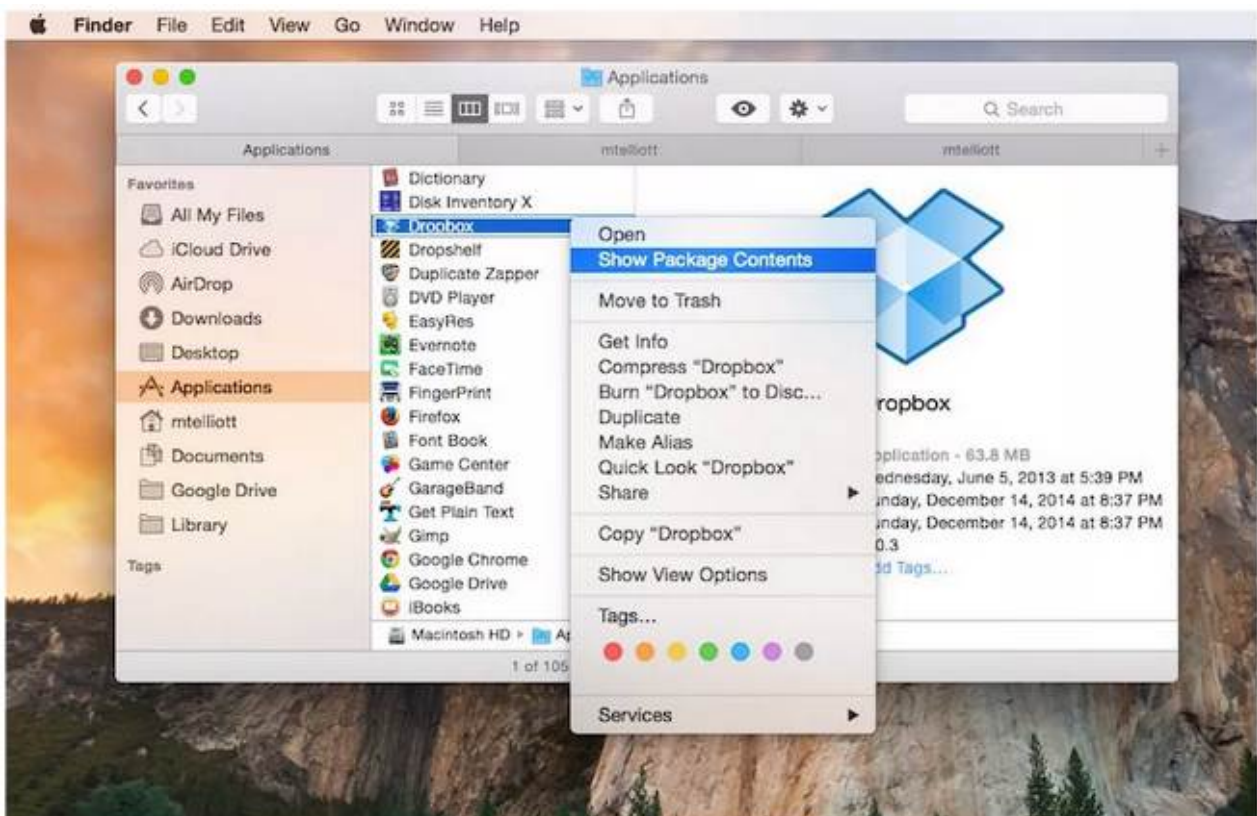 Finder File Edit View Go Window Help
Applications
Search
Applications mtelliott mtelliott
Favorites
All My Files
iCloud Drive
AirDrop
Downloads
Desktop
Applications
mtelliott
Documents
Google Drive
Library
Tags
Dictionary
Disk Inventory X
Dropbox
Dropshelf
Duplicate Zapper
DVD Player
EasyRes
Evernote
FaceTime
FingerPrint
Firefox
Font Book
Game Center
GarageBand
Get Plain Text
Gimp
Google Chrome
Google Drive
iBooks
Macintosh HD Ap
1 of 105
Open
Show Package Contents
Move to Trash
Get Info
Compress “Dropbox”
Burn “Dropbox” to Disc...
Duplicate
Make Alias
Quick Look “Dropbox”
Share
Copy “Dropbox”
Show View Options
Tags...
Services
ropbox
pplication - 63.8 MB
ednesday, June 5, 2013 at 5:39 PM
unday, December 14, 2014 at 8:37 PM
unday, December 14, 2014 at 8:37 PM
0.3
dd Tags...